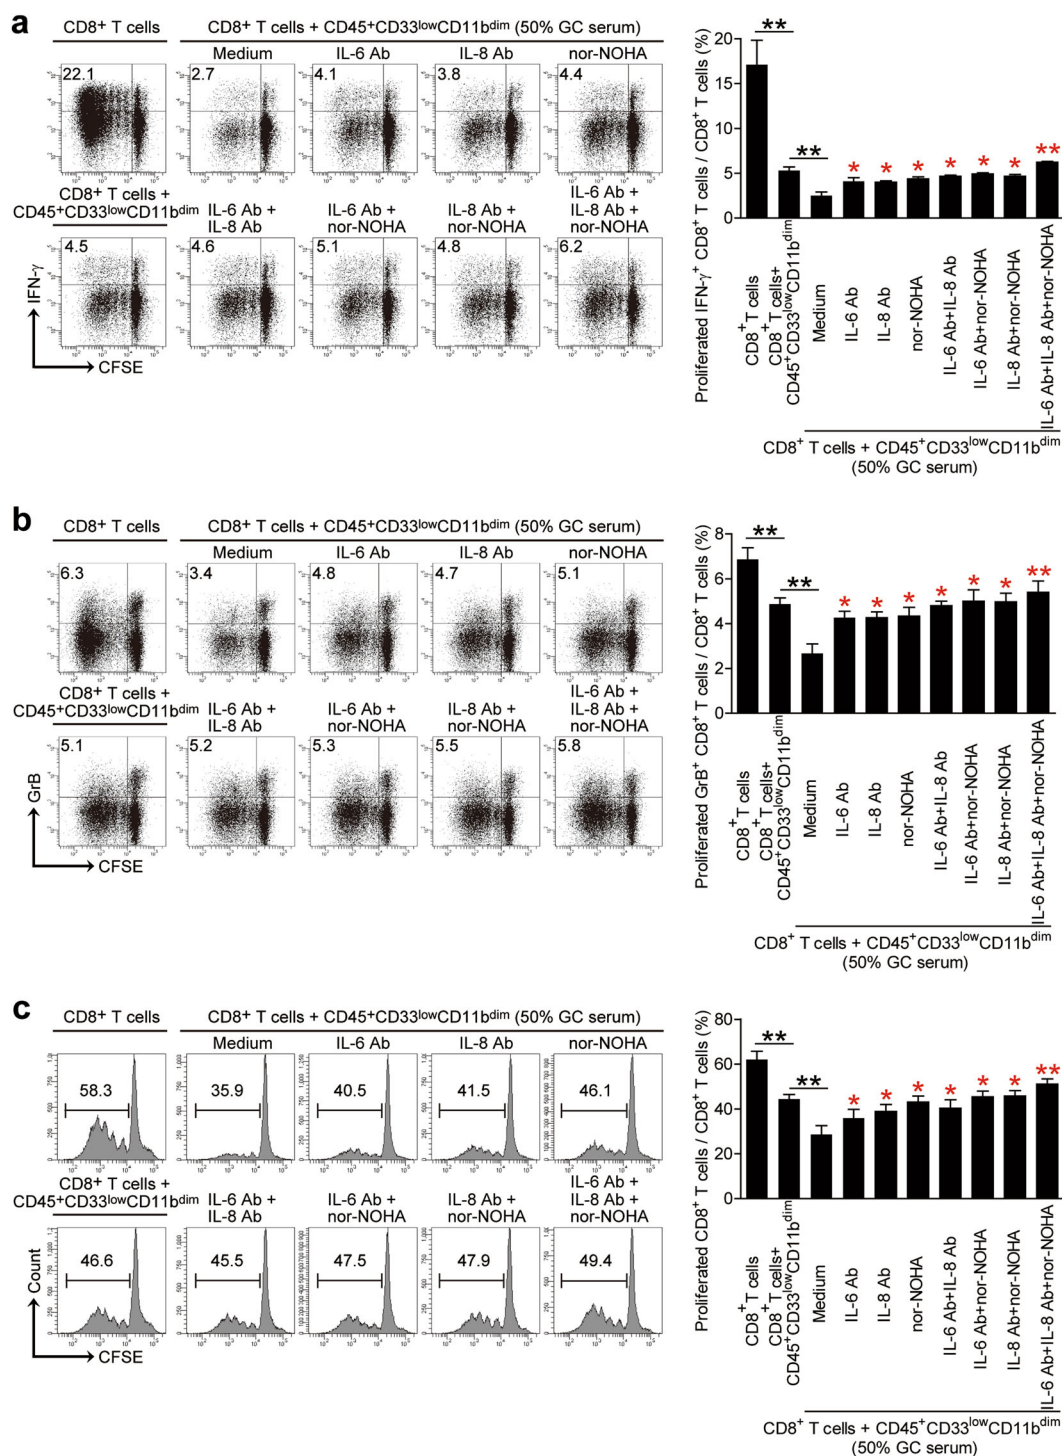 a
CD8+ T cells
CD8+ T cells + CD45+CD33lowCD11bdim (50% GC serum)
Medium
IL-6 Ab
IL-8 Ab
nor-NOHA
22.1
2.7
4.1
3.8
4.4
CD8+ T cells +
CD45+CD33lowCD11bdim
IL-6 Ab +
IL-8 Ab
IL-6 Ab +
nor-NOHA
IL-8 Ab +
nor-NOHA
IL-6 Ab +
IL-8 Ab +
nor-NOHA
4.5
4.6
5.1
4.8
6.2
IFN-γ
CFSE
Proliferated IFN-γ+ CD8+ T cells / CD8+ T cells (%)
20
15
10
5
0
**
**
*
*
*
*
*
*
**
CD8+ T cells
CD8+ T cells+
CD45+CD33lowCD11bdim
Medium
IL-6 Ab
IL-8 Ab
nor-NOHA
IL-6 Ab+IL-8 Ab
IL-6 Ab+nor-NOHA
IL-8 Ab+nor-NOHA
IL-6 Ab+IL-8 Ab+nor-NOHA
CD8+ T cells + CD45+CD33lowCD11bdim
(50% GC serum)
b
CD8+ T cells
CD8+ T cells + CD45+CD33lowCD11bdim (50% GC serum)
Medium
IL-6 Ab
IL-8 Ab
nor-NOHA
6.3
3.4
4.8
4.7
5.1
CD8+ T cells +
CD45+CD33lowCD11bdim
IL-6 Ab +
IL-8 Ab
IL-6 Ab +
nor-NOHA
IL-8 Ab +
nor-NOHA
IL-6 Ab +
IL-8 Ab +
nor-NOHA
5.1
5.2
5.3
5.5
5.8
GrB
CFSE
Proliferated GrB+ CD8+ T cells / CD8+ T cells (%)
8
6
4
2
0
**
**
*
*
*
*
*
*
**
CD8+ T cells
CD8+ T cells+
CD45+CD33lowCD11bdim
Medium
IL-6 Ab
IL-8 Ab
nor-NOHA
IL-6 Ab+IL-8 Ab
IL-6 Ab+nor-NOHA
IL-8 Ab+nor-NOHA
IL-6 Ab+IL-8 Ab+nor-NOHA
CD8+ T cells + CD45+CD33lowCD11bdim
(50% GC serum)
c
CD8+ T cells
CD8+ T cells + CD45+CD33lowCD11bdim (50% GC serum)
Medium
IL-6 Ab
IL-8 Ab
nor-NOHA
58.3
35.9
40.5
41.5
46.1
CD8+ T cells +
CD45+CD33lowCD11bdim
IL-6 Ab +
IL-8 Ab
IL-6 Ab +
nor-NOHA
IL-8 Ab +
nor-NOHA
IL-6 Ab +
IL-8 Ab +
nor-NOHA
46.6
45.5
47.5
47.9
49.4
Count
CFSE
Proliferated CD8+ T cells / CD8+ T cells (%)
80
60
40
20
0
**
**
*
*
*
*
*
*
**
CD8+ T cells
CD8+ T cells+
CD45+CD33lowCD11bdim
Medium
IL-6 Ab
IL-8 Ab
nor-NOHA
IL-6 Ab+IL-8 Ab
IL-6 Ab+nor-NOHA
IL-8 Ab+nor-NOHA
IL-6 Ab+IL-8 Ab+nor-NOHA
CD8+ T cells + CD45+CD33lowCD11bdim
(50% GC serum)